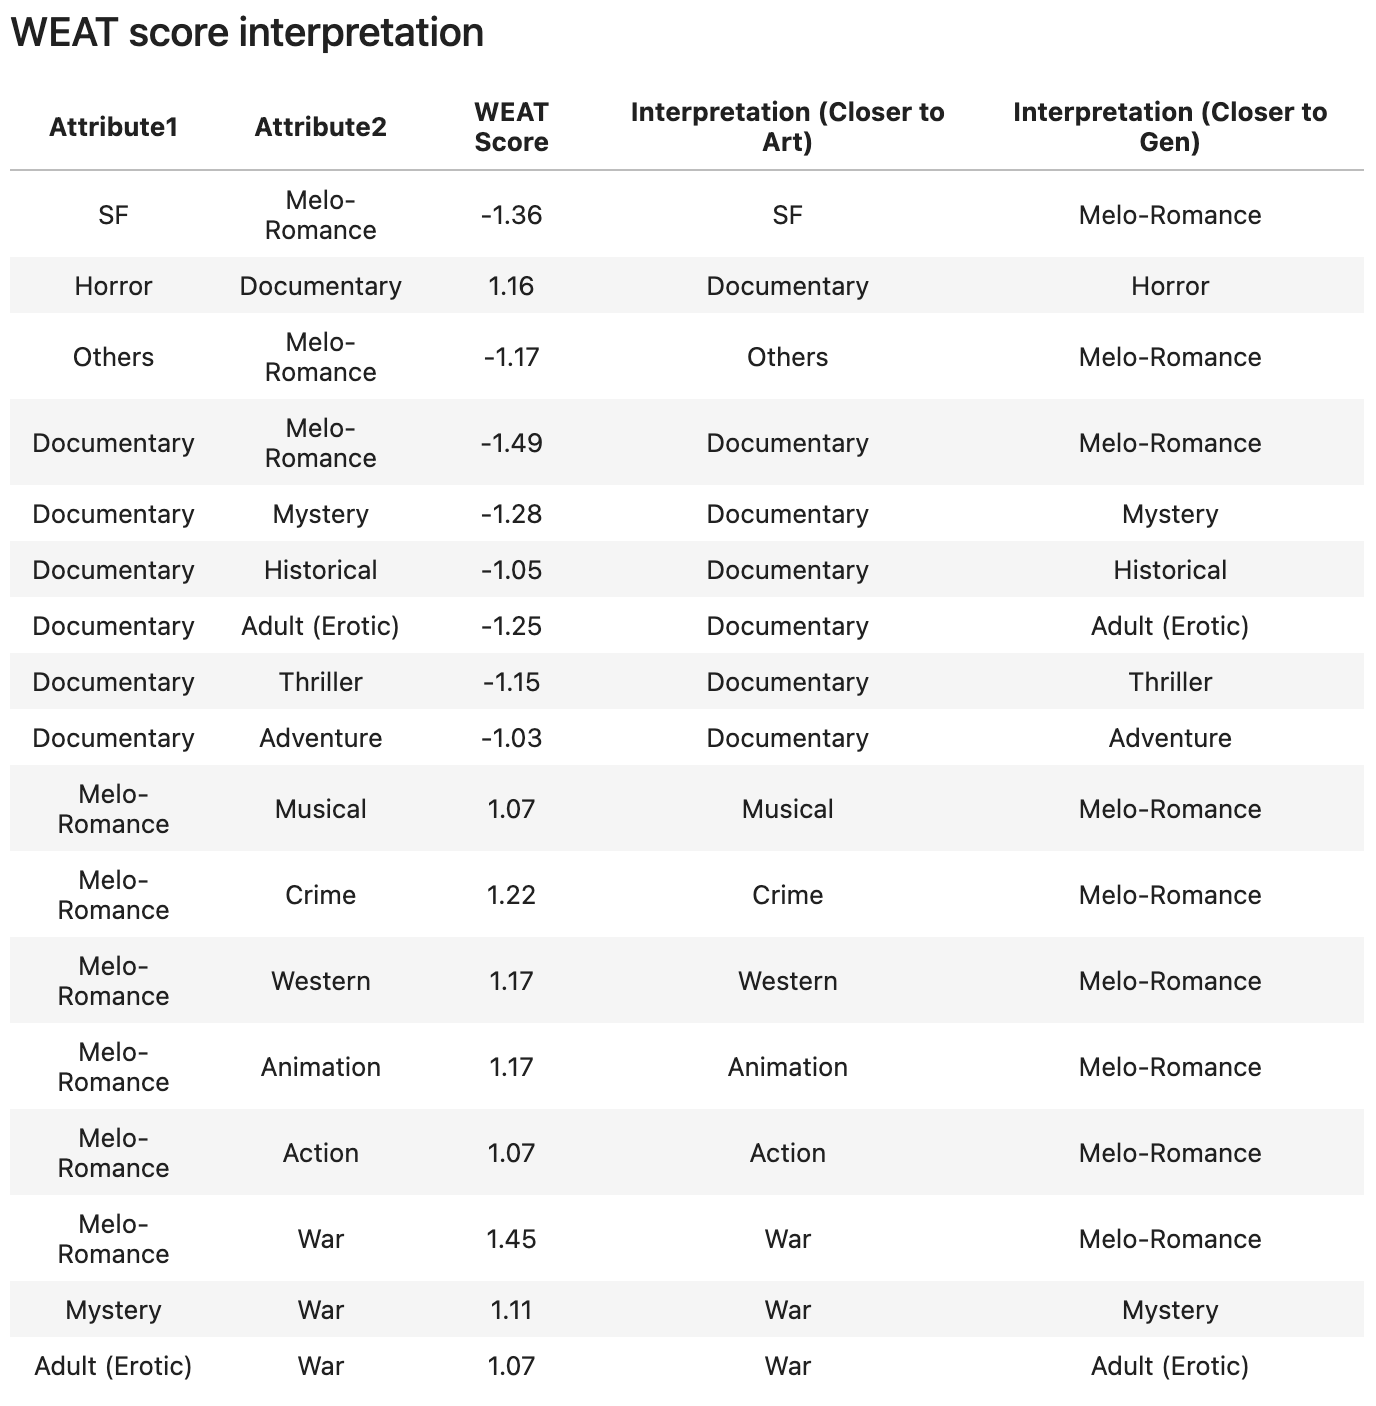 WEAT score interpretation
Attribute1 Attribute2 WEAT Score Interpretation (Closer to Art) Interpretation (Closer to Gen)
SF Melo-Romance -1.36 SF Melo-Romance
Horror Documentary 1.16 Documentary Horror
Others Melo-Romance -1.17 Others Melo-Romance
Documentary Melo-Romance -1.49 Documentary Melo-Romance
Documentary Mystery -1.28 Documentary Mystery
Documentary Historical -1.05 Documentary Historical
Documentary Adult (Erotic) -1.25 Documentary Adult (Erotic)
Documentary Thriller -1.15 Documentary Thriller
Documentary Adventure -1.03 Documentary Adventure
Melo-Romance Musical 1.07 Musical Melo-Romance
Melo-Romance Crime 1.22 Crime Melo-Romance
Melo-Romance Western 1.17 Western Melo-Romance
Melo-Romance Animation 1.17 Animation Melo-Romance
Melo-Romance Action 1.07 Action Melo-Romance
Melo-Romance War 1.45 War Melo-Romance
Mystery War 1.11 War Mystery
Adult (Erotic) War 1.07 War Adult (Erotic)